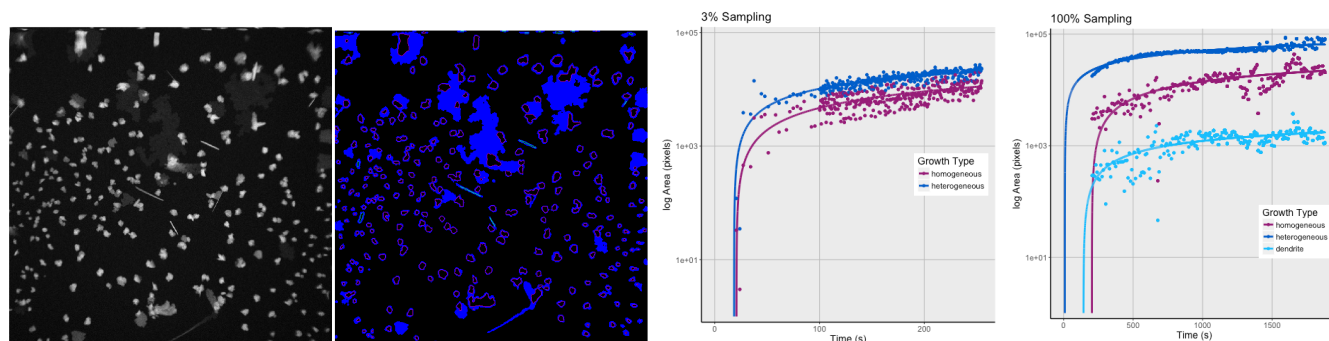 3% Sampling
1e+05
1e+03
1e+01
log Area (pixels)
0
100
200
Time (s)
Growth Type
homogeneous
heterogeneous
100% Sampling
1e+05
1e+03
1e+01
log Area (pixels)
0
500
1000
1500
Time (s)
Growth Type
homogeneous
heterogeneous
dendrite